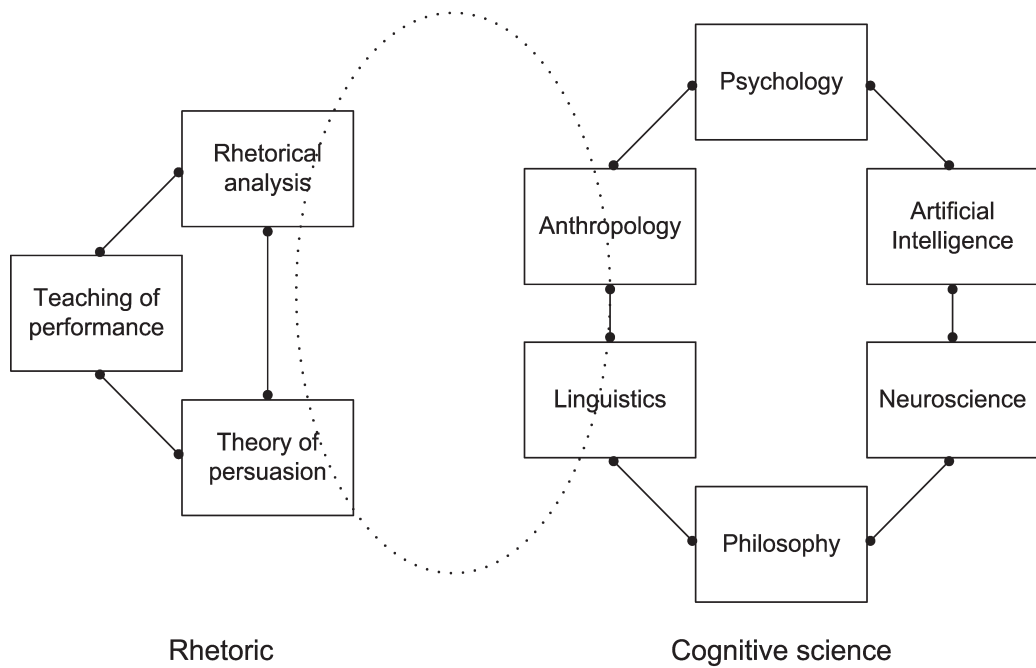 Psychology
Rhetorical
analysis
Anthropology
Artificial
Intelligence
Teaching of
performance
Linguistics
Neuroscience
Theory of
persuasion
Philosophy
Rhetoric
Cognitive science